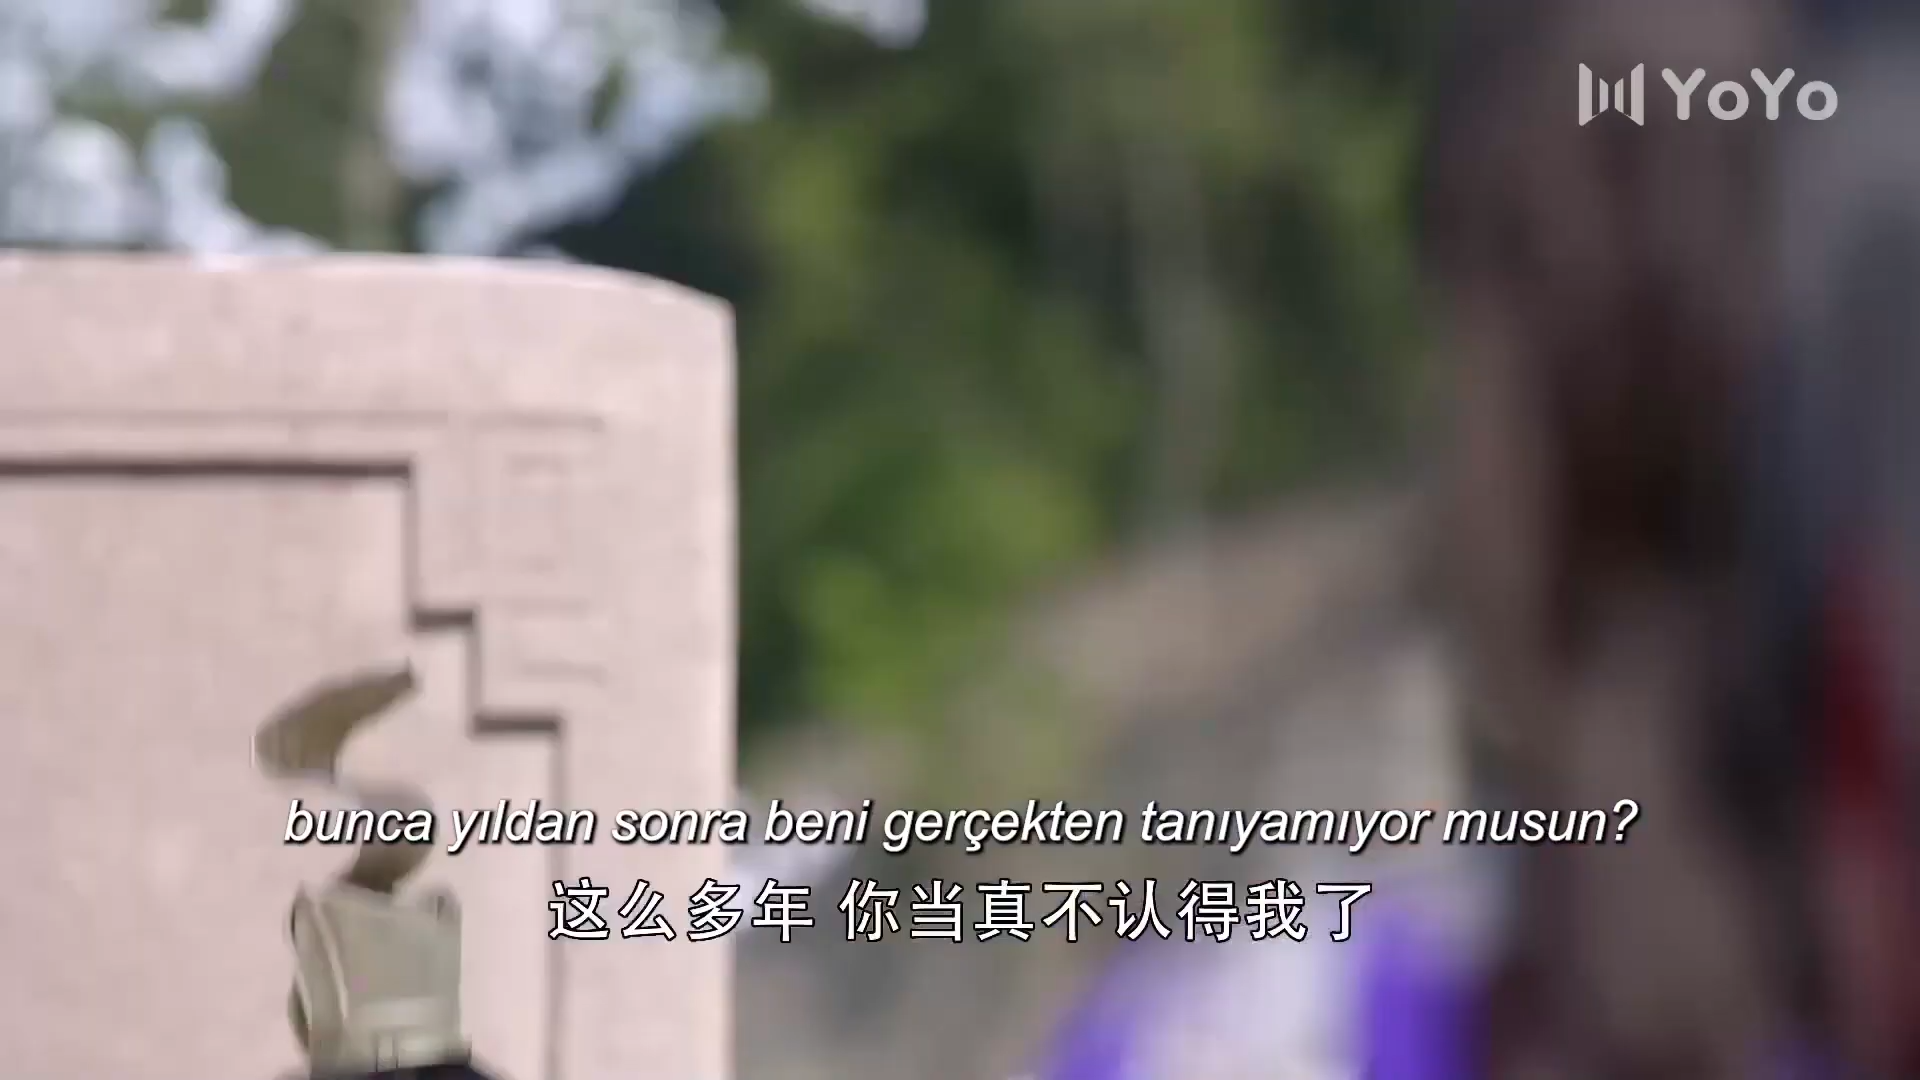 YoYo
bunca yıldan sonra beni gerçekten tanıyamıyor musun?
这么多年 你当真不认得我了